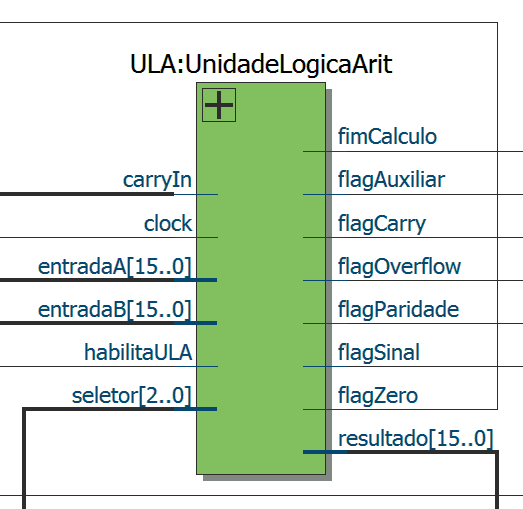 ULA:UnidadeLogicaArit
fimCalculo
carryIn
flagAuxiliar
clock
flagCarry
entradaA[15..0]
flagOverflow
entradaB[15..0]
flagParidade
habilitaULA
flagSinal
seletor[2..0]
flagZero
resultado[15..0]